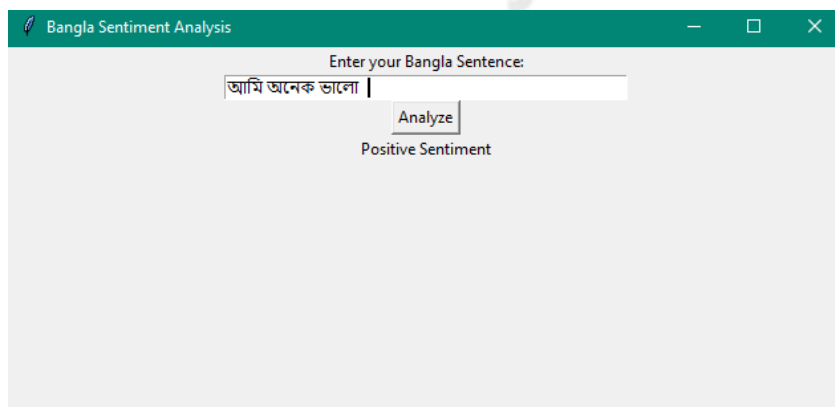 Bangla Sentiment Analysis
Enter your Bangla Sentence:
আমি অনেক ভালো
Analyze
Positive Sentiment